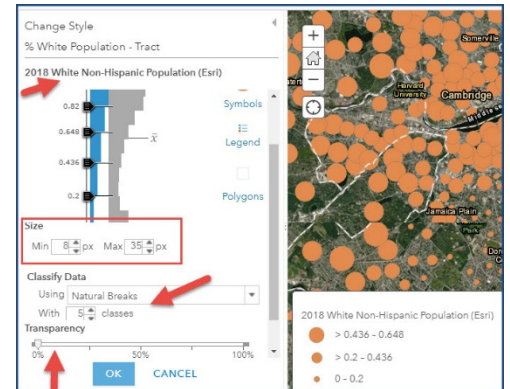 Change Style
% White Population - Tract
2018 White Non-Hispanic Population (Esri)
0.82
Symbols
0.648
x̄
Legend
0.436
0.2
Polygons
Size
Min 8 px Max 35 px
Classify Data
Using Natural Breaks
With 5 classes
Transparency
0% 50% 100%
OK CANCEL
+
−
Somerville
Harvard
University
Cambridge
Jamaica Plain
Park
2018 White Non-Hispanic Population (Esri)
> 0.436 - 0.648
> 0.2 - 0.436
0 - 0.2